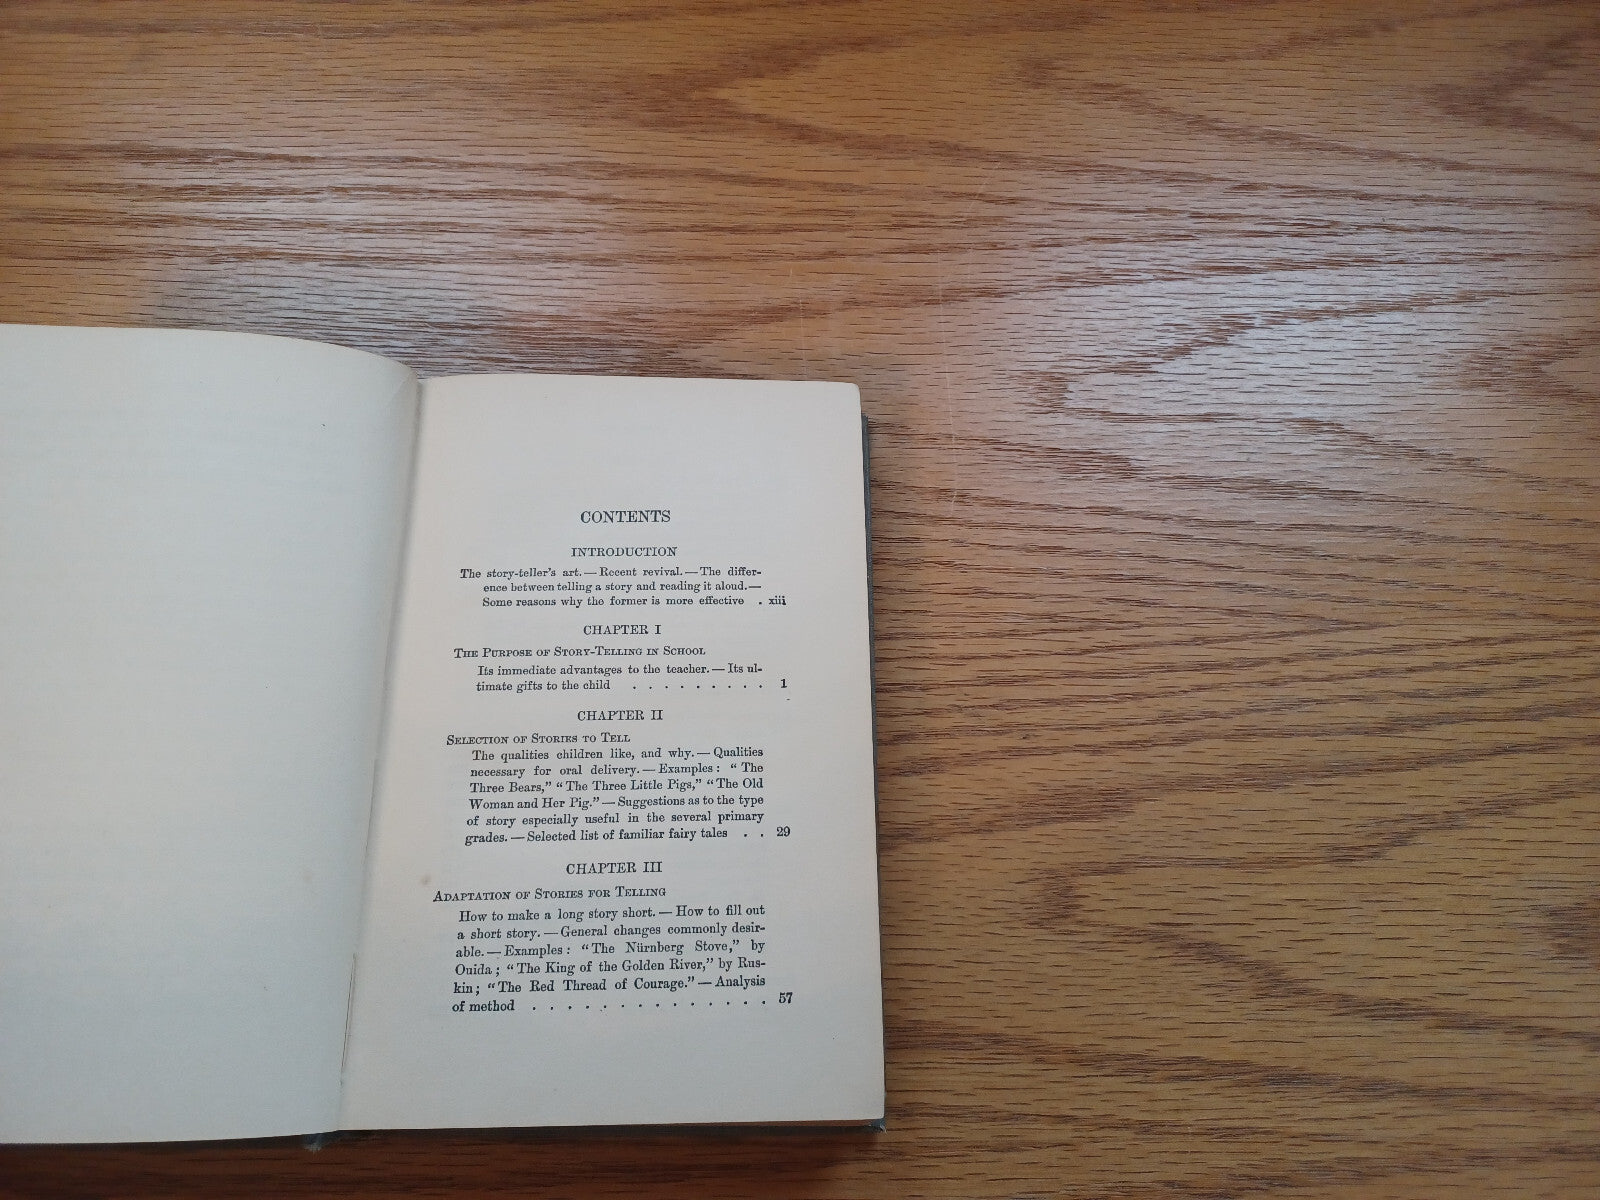 CONTENTS
INTRODUCTION
The story-teller's art. — Recent revival. — The differ-
ence between telling a story and reading it aloud. —
Some reasons why the former is more effective . xiii
CHAPTER I
THE PURPOSE OF STORY-TELLING IN SCHOOL
Its immediate advantages to the teacher. — Its ul-
timate gifts to the child . . . . . . . . . 1
CHAPTER II
SELECTION OF STORIES TO TELL
The qualities children like, and why. — Qualities
necessary for oral delivery. — Examples: "The
Three Bears," "The Three Little Pigs," "The Old
Woman and Her Pig." — Suggestions as to the type
of story especially useful in the several primary
grades. — Selected list of familiar fairy tales . . 29
CHAPTER III
ADAPTATION OF STORIES FOR TELLING
How to make a long story short. — How to fill out
a short story. — General changes commonly desir-
able. — Examples: "The Nürnberg Stove," by
Ouida; "The King of the Golden River," by Rus-
kin; "The Red Thread of Courage." — Analysis
of method . . . . . . . . . . . . . . 57